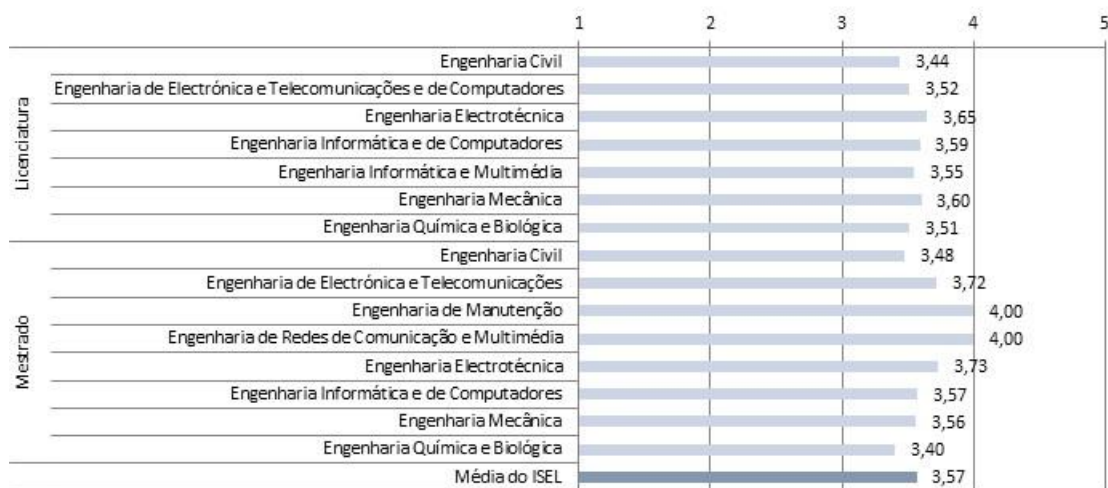 1 2 3 4 5
Licenciatura
Engenharia Civil 3,44
Engenharia de Electrónica e Telecomunicações e de Computadores 3,52
Engenharia Electrotécnica 3,65
Engenharia Informática e de Computadores 3,59
Engenharia Informática e Multimédia 3,55
Engenharia Mecânica 3,60
Engenharia Química e Biológica 3,51
Mestrado
Engenharia Civil 3,48
Engenharia de Electrónica e Telecomunicações 3,72
Engenharia de Manutenção 4,00
Engenharia de Redes de Comunicação e Multimédia 4,00
Engenharia Electrotécnica 3,73
Engenharia Informática e de Computadores 3,57
Engenharia Mecânica 3,56
Engenharia Química e Biológica 3,40
Média do ISEL 3,57